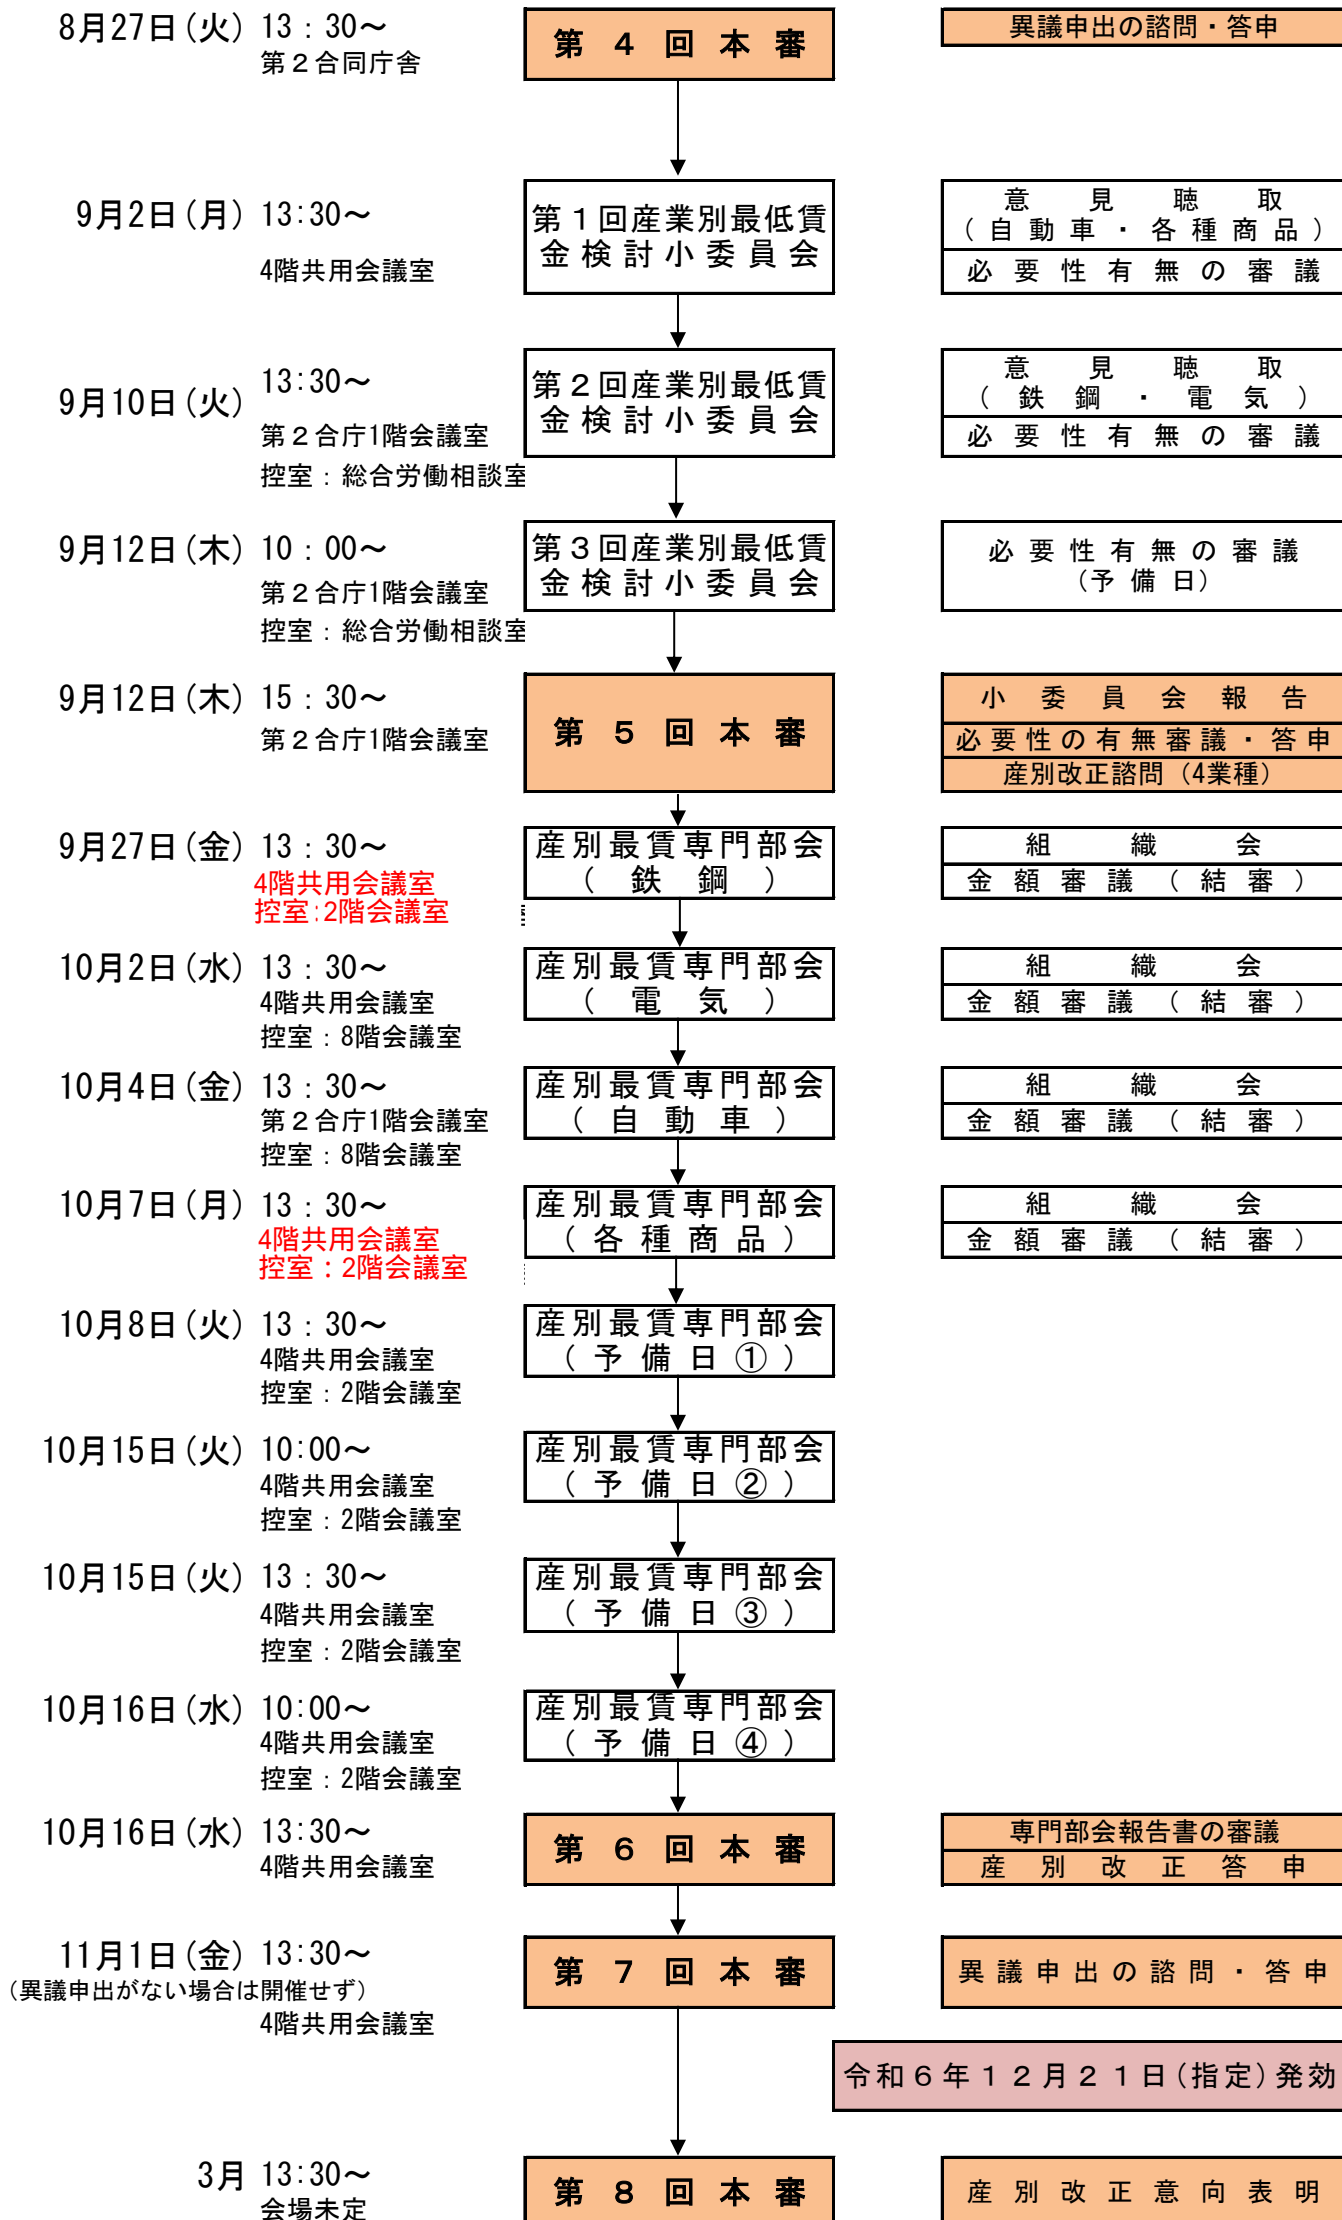 8月27日(火) 13：30～
第２合同庁舎
第４回本審
異議申出の諮問・答申
9月2日(月) 13:30～
4階共用会議室
第１回産業別最低賃
金検討小委員会
意見聴取
(自動車・各種商品)
必要性有無の審議
9月10日(火) 13:30～
第２合庁1階会議室
控室：総合労働相談室
第２回産業別最低賃
金検討小委員会
意見聴取
(鉄鋼・電気)
必要性有無の審議
9月12日(木) 10：00～
第２合庁1階会議室
控室：総合労働相談室
第３回産業別最低賃
金検討小委員会
必要性有無の審議
(予備日)
9月12日(木) 15：30～
第２合庁1階会議室
第５回本審
小委員会報告
必要性の有無審議・答申
産別改正諮問（4業種）
9月27日(金) 13：30～
4階共用会議室
控室:2階会議室
産別最賃専門部会
(鉄鋼)
組織会
金額審議（結審）
10月2日(水) 13：30～
4階共用会議室
控室：8階会議室
産別最賃専門部会
(電気)
組織会
金額審議（結審）
10月4日(金) 13：30～
第２合庁1階会議室
控室：8階会議室
産別最賃専門部会
(自動車)
組織会
金額審議（結審）
10月7日(月) 13：30～
4階共用会議室
控室：2階会議室
産別最賃専門部会
(各種商品)
組織会
金額審議（結審）
10月8日(火) 13：30～
4階共用会議室
控室：2階会議室
産別最賃専門部会
(予備日①)
10月15日(火) 10:00～
4階共用会議室
控室：2階会議室
産別最賃専門部会
(予備日②)
10月15日(火) 13：30～
4階共用会議室
控室：2階会議室
産別最賃専門部会
(予備日③)
10月16日(水) 10:00～
4階共用会議室
控室：2階会議室
産別最賃専門部会
(予備日④)
10月16日(水) 13:30～
4階共用会議室
第６回本審
専門部会報告書の審議
産別改正答申
11月1日(金) 13:30～
(異議申出がない場合は開催せず)
4階共用会議室
第７回本審
異議申出の諮問・答申
令和６年１２月２１日(指定)発効
3月 13:30～
会場未定
第８回本審
産別改正意向表明